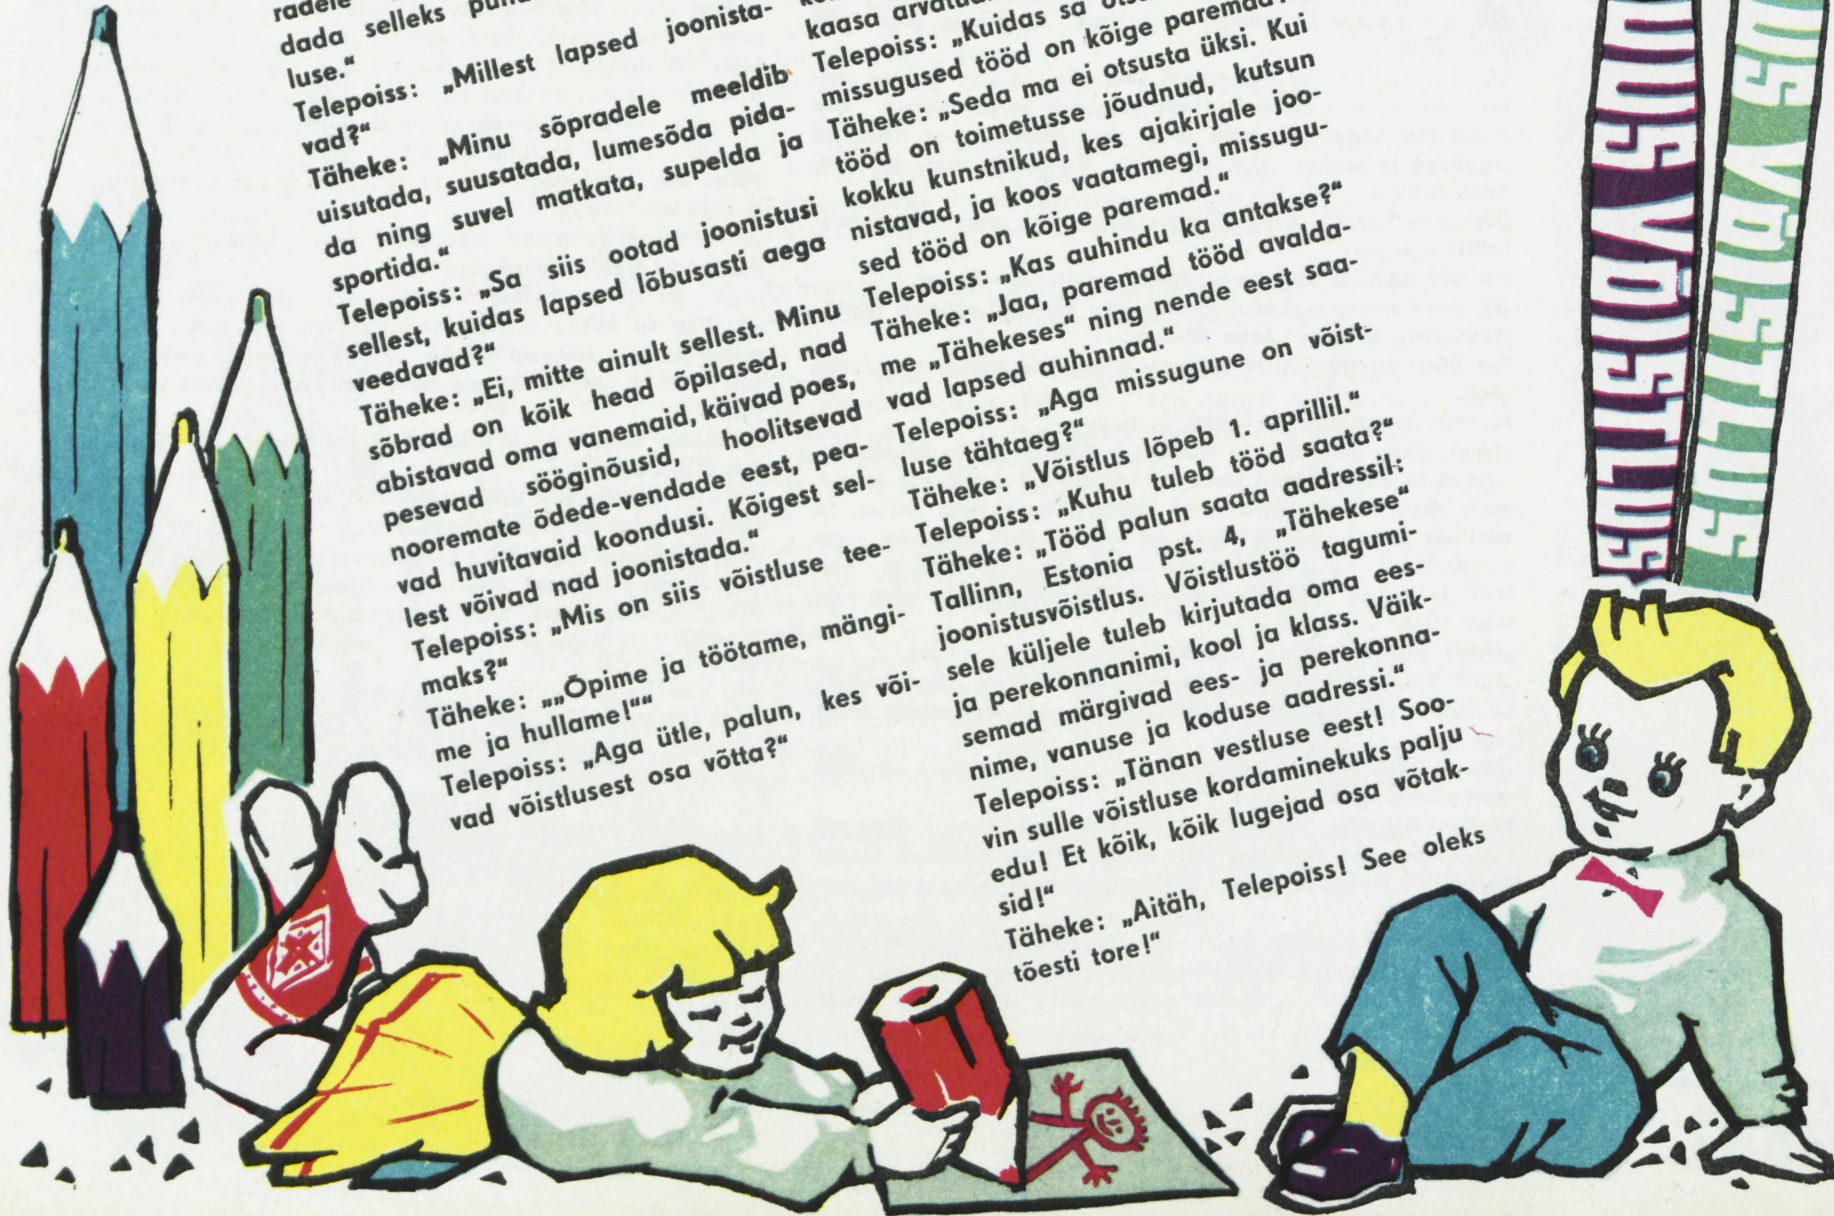 dada selleks
luse.“
Telepoiss: „Millest lapsed joonista-
vad?“
Täheke: „Minu sõpradele meeldib
uisutada, suusatada, lumesõda pida-
da ning suvel matkata, supelda ja
sportida.“
Telepoiss: „Sa siis ootad joonistusi
sellest, kuidas lapsed lõbusasti aega
veedavad?“
Täheke: „Ei, mitte ainult sellest. Minu
sõbrad on kõik head õpilased, nad
abistavad oma vanemaid, käivad poes,
pesevad sööginõusid, hoolitsevad
nooremate õdede-vendade eest, pea-
vad huvitavaid koondusi. Kõigest sel-
lest võivad nad joonistada.“
Telepoiss: „Mis on siis võistluse tee-
maks?“
Täheke: „„Õpime ja töötame, mängi-
me ja hullame!““
Telepoiss: „Aga ütle, palun, kes või-
vad võistlusest osa võtta?“
kaasa
Telepoiss: „Kuidas sa
missugused tööd on kõige paremad?“
Täheke: „Seda ma ei otsusta üksi. Kui
tööd on toimetusse jõudnud, kutsun
kokku kunstnikud, kes ajakirjale joo-
nistavad, ja koos vaatamegi, missugu-
sed tööd on kõige paremad.“
Telepoiss: „Kas auhindu ka antakse?“
Täheke: „Jaa, paremad tööd avalda-
me „Tähekeses“ ning nende eest saa-
vad lapsed auhinnad.“
Telepoiss: „Aga missugune on võist-
luse tähtaeg?“
Täheke: „Võistlus lõpeb 1. aprillil.“
Telepoiss: „Kuhu tuleb tööd saata?“
Täheke: „Tööd palun saata aadressil:
Tallinn, Estonia pst. 4, „Tähekese“
joonistusvõistlus. Võistlustöö tagumi-
sele küljele tuleb kirjutada oma ees-
ja perekonnanimi, kool ja klass. Väik-
semad märgivad ees- ja perekonna-
nime, vanuse ja koduse aadressi.“
Telepoiss: „Tänan vestluse eest! Soo-
vin sulle võistluse kordaminekuks palju
edu! Et kõik, kõik lugejad osa võtak-
sid!“
Täheke: „Aitäh, Telepoiss! See oleks
tõesti tore!“
VÕISTLUS
VÕISTLUS